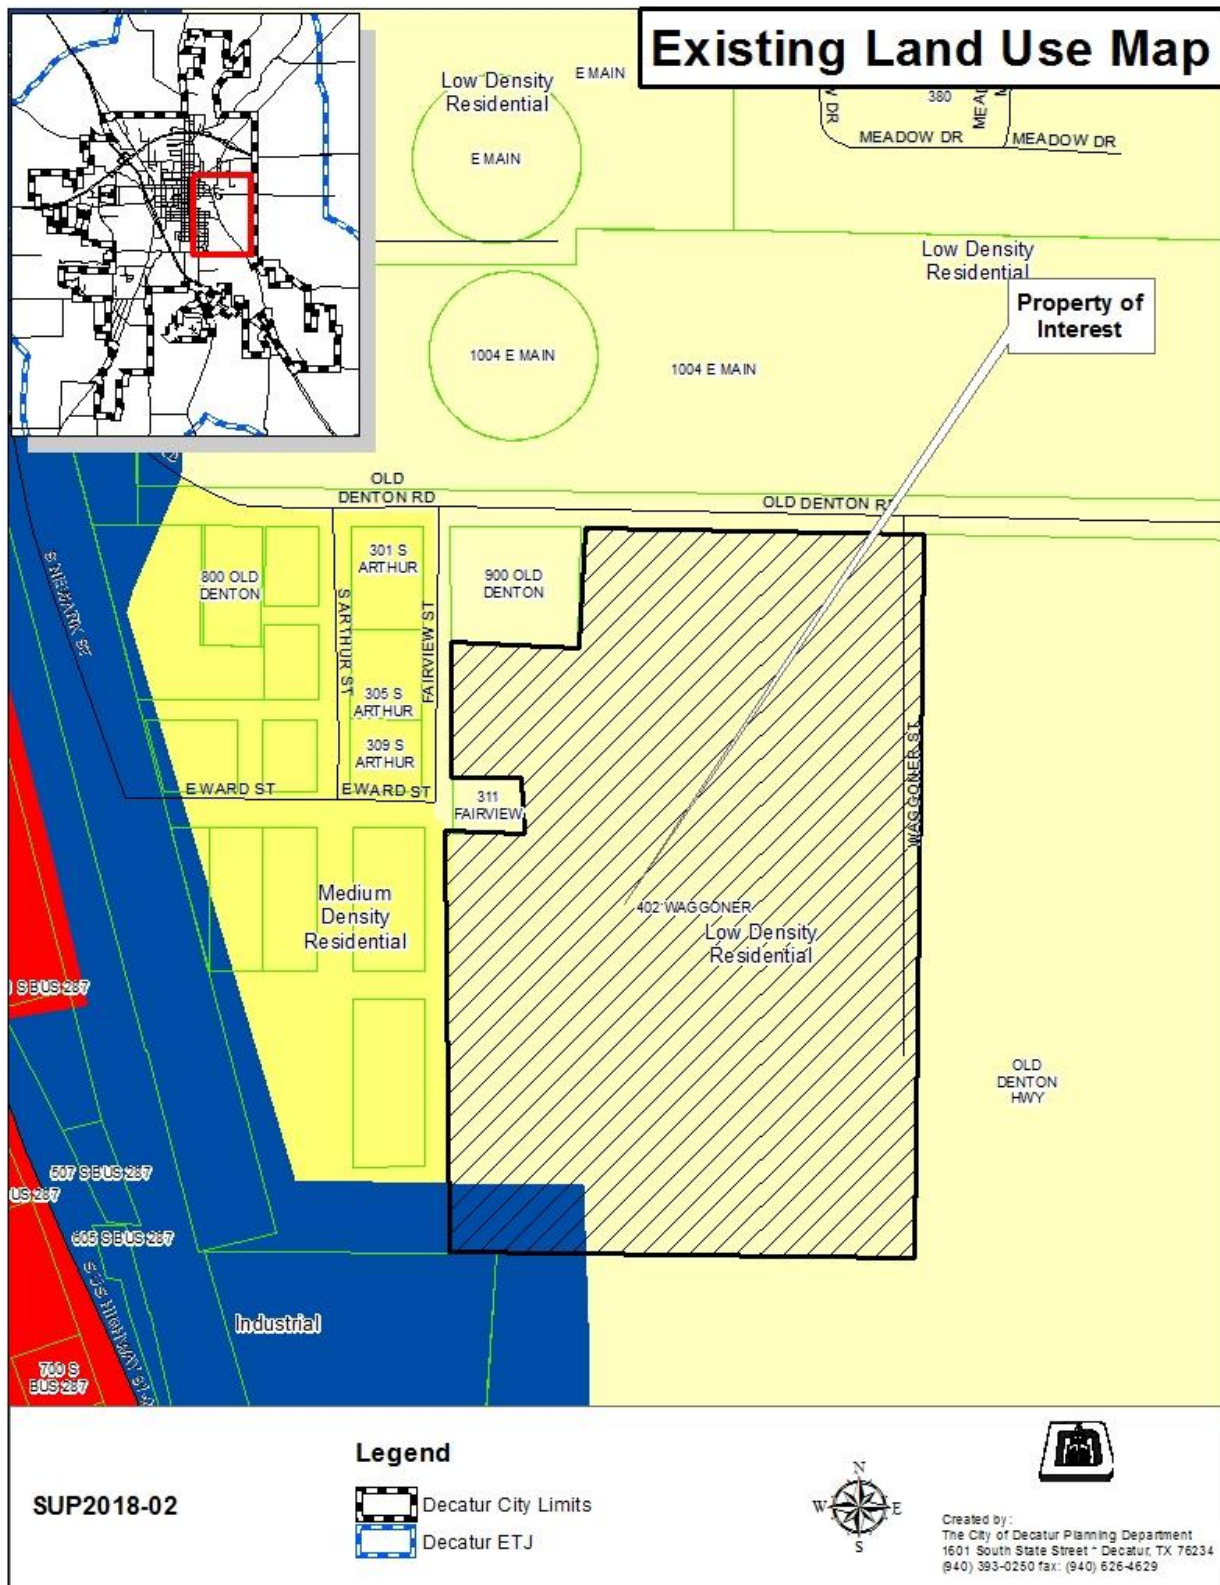 Existing Land Use Map
Low Density
Residential
E MAIN
E MAIN
380
MEADOW DR
MEADOW DR
Low Density
Residential
Property of
Interest
1004 E MAIN
1004 E MAIN
OLD
DENTON RD
OLD DENTON RD
S NEWARK ST
800 OLD
DENTON
301 S
ARTHUR
S ARTHUR ST
FAIRVIEW ST
900 OLD
DENTON
305 S
ARTHUR
309 S
ARTHUR
E WARD ST
E WARD ST
311
FAIRVIEW
WAGGONER ST
Medium
Density
Residential
402 WAGGONER
Low Density
Residential
S BUS 287
OLD
DENTON
HWY
507 S BUS 287
US 287
605 S BUS 287
S US HIGHWAY
Industrial
700 S
BUS 287
Legend
SUP2018-02
Decatur City Limits
Decatur ETJ
N
W
E
S
Created by:
The City of Decatur Planning Department
1601 South State Street * Decatur, TX 76234
(940) 393-0250 fax: (940) 626-4629